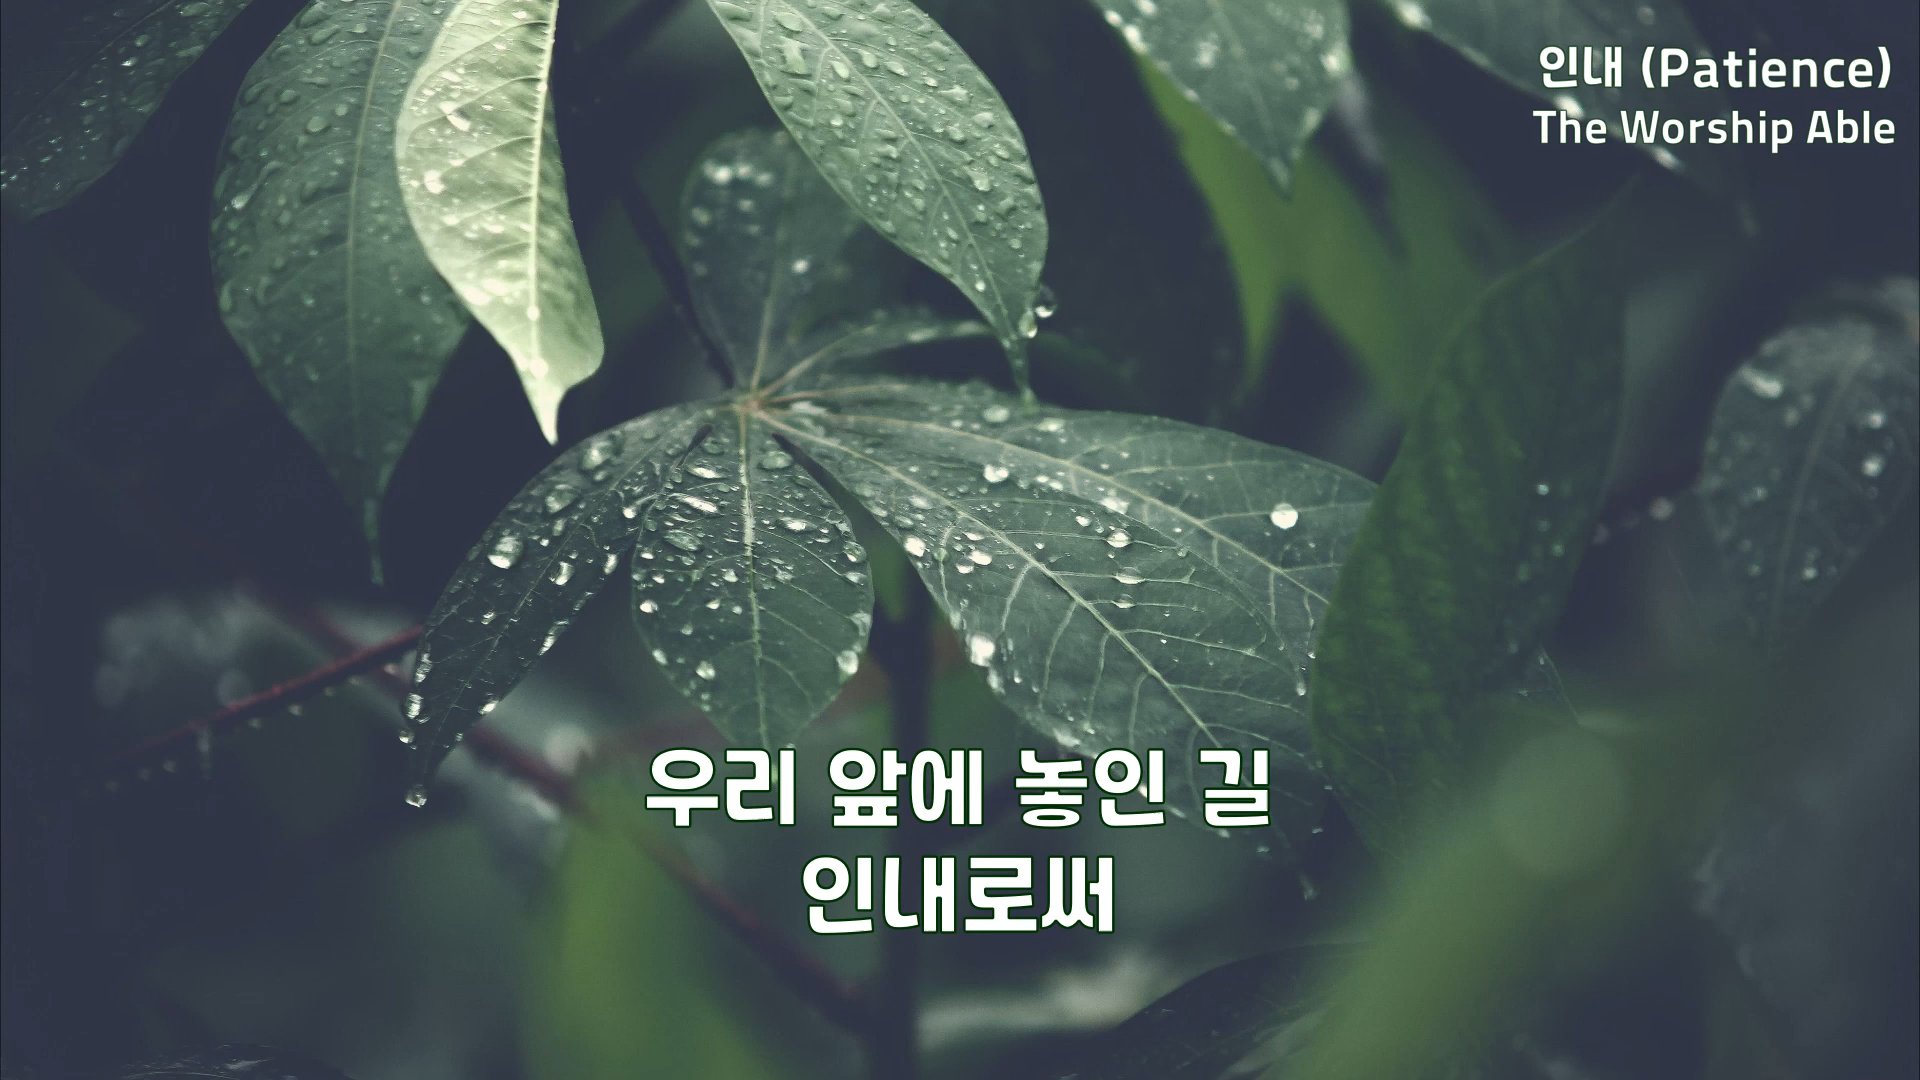 인내 (Patience)
The Worship Able
우리 앞에 놓인 길
인내로써